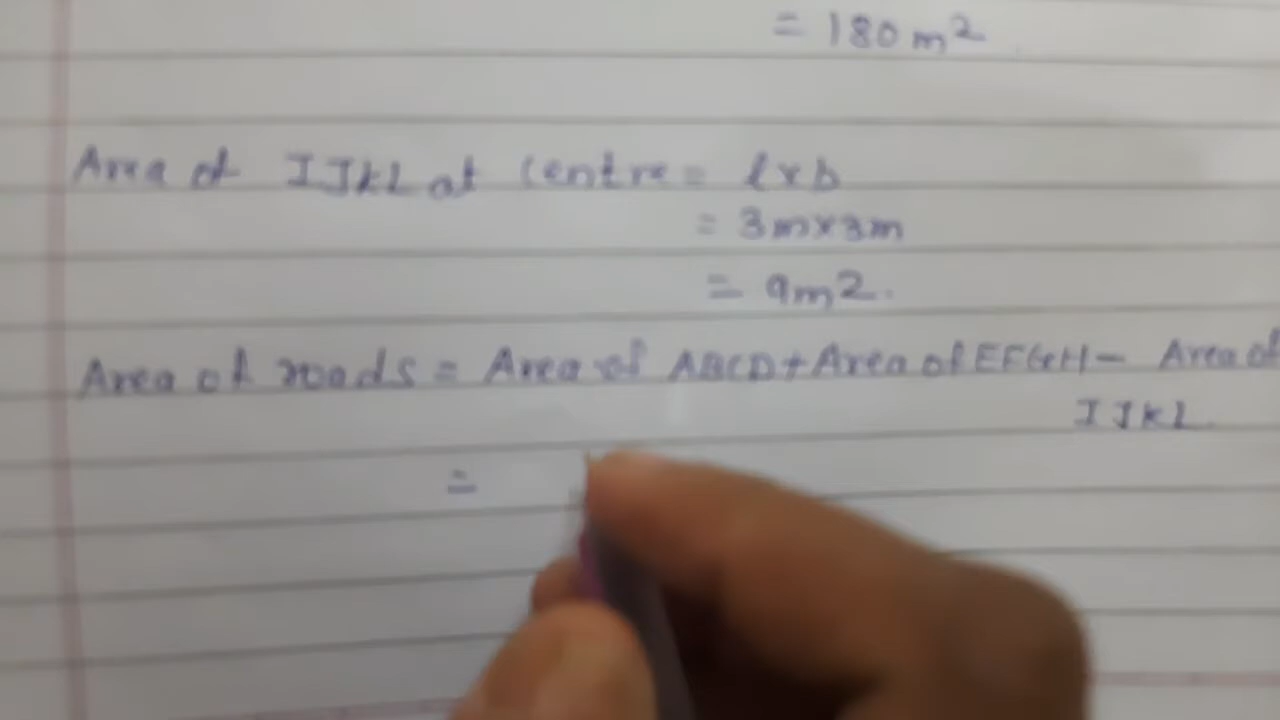 = 180 m²
Area of IJKL at centre = l×b
= 3m×3m
= 9m2.
Area of roads = Area of ABCD + Area of EFGH - Area of
IJKL.
=